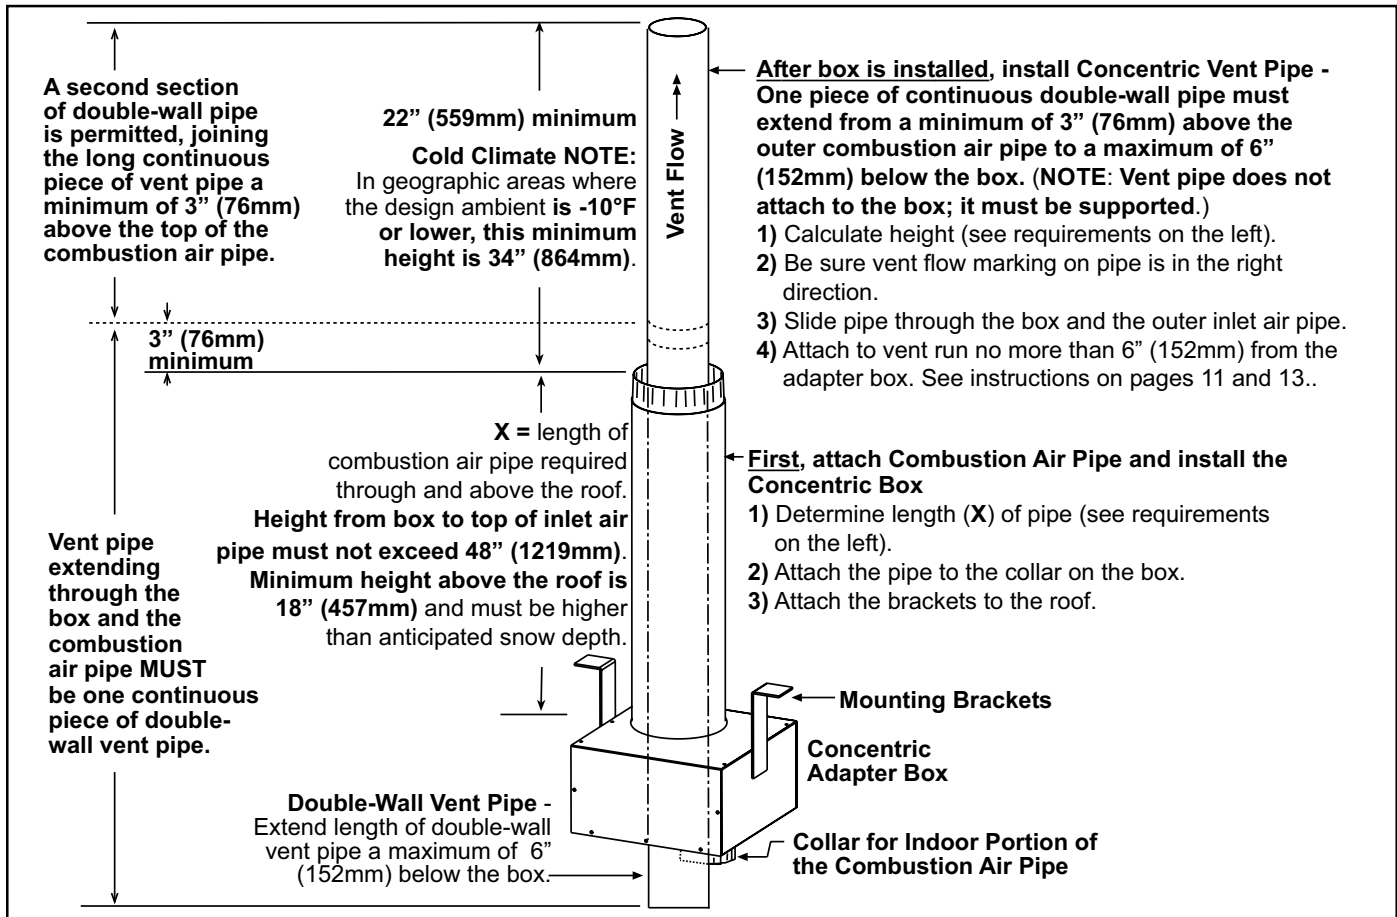 A second section
of double-wall pipe
is permitted, joining
the long continuous
piece of vent pipe a
minimum of 3” (76mm)
above the top of the
combustion air pipe.
22” (559mm) minimum
Cold Climate NOTE:
In geographic areas where
the design ambient is -10°F
or lower, this minimum
height is 34” (864mm).
Vent Flow
After box is installed, install Concentric Vent Pipe -
One piece of continuous double-wall pipe must
extend from a minimum of 3” (76mm) above the
outer combustion air pipe to a maximum of 6”
(152mm) below the box. (NOTE: Vent pipe does not
attach to the box; it must be supported.)
1) Calculate height (see requirements on the left).
2) Be sure vent flow marking on pipe is in the right
direction.
3) Slide pipe through the box and the outer inlet air pipe.
4) Attach to vent run no more than 6” (152mm) from the
adapter box. See instructions on pages 11 and 13..
3” (76mm)
minimum
X = length of
combustion air pipe required
through and above the roof.
Height from box to top of inlet air
pipe must not exceed 48” (1219mm).
Minimum height above the roof is
18” (457mm) and must be higher
than anticipated snow depth.
First, attach Combustion Air Pipe and install the
Concentric Box
1) Determine length (X) of pipe (see requirements
on the left).
2) Attach the pipe to the collar on the box.
3) Attach the brackets to the roof.
Vent pipe
extending
through the
box and the
combustion
air pipe MUST
be one continuous
piece of double-
wall vent pipe.
Mounting Brackets
Concentric
Adapter Box
Double-Wall Vent Pipe -
Extend length of double-wall
vent pipe a maximum of 6”
(152mm) below the box.
Collar for Indoor Portion of
the Combustion Air Pipe